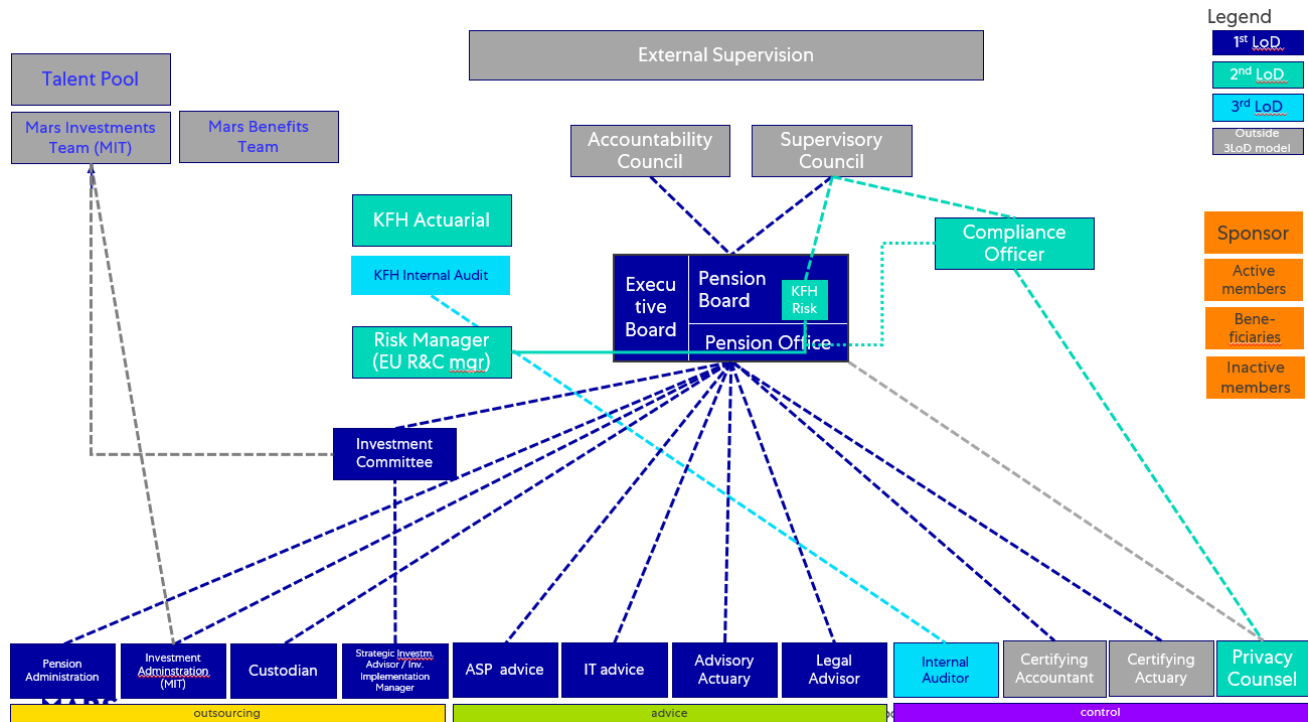 Legend
1st LoD
2nd LoD
3rd LoD
Outside
3LoD model
External Supervision
Talent Pool
Mars Investments
Team (MIT)
Mars Benefits
Team
Accountability
Council
Supervisory
Council
KFH Actuarial
KFH Internal Audit
Risk Manager
(EU R&C mgr)
Execu
tive
Board
Pension
Board
KFH
Risk
Pension Office
Compliance
Officer
Sponsor
Active
members
Bene-
ficiaries
Inactive
members
Investment
Committee
Pension
Administration
Investment
Adminstration
(MIT)
Custodian
Strategic Investm.
Advisor / Inv.
Implementation
Manager
ASP advice
IT advice
Advisory
Actuary
Legal
Advisor
Internal
Auditor
Certifying
Accountant
Certifying
Actuary
Privacy
Counsel
outsourcing
advice
control